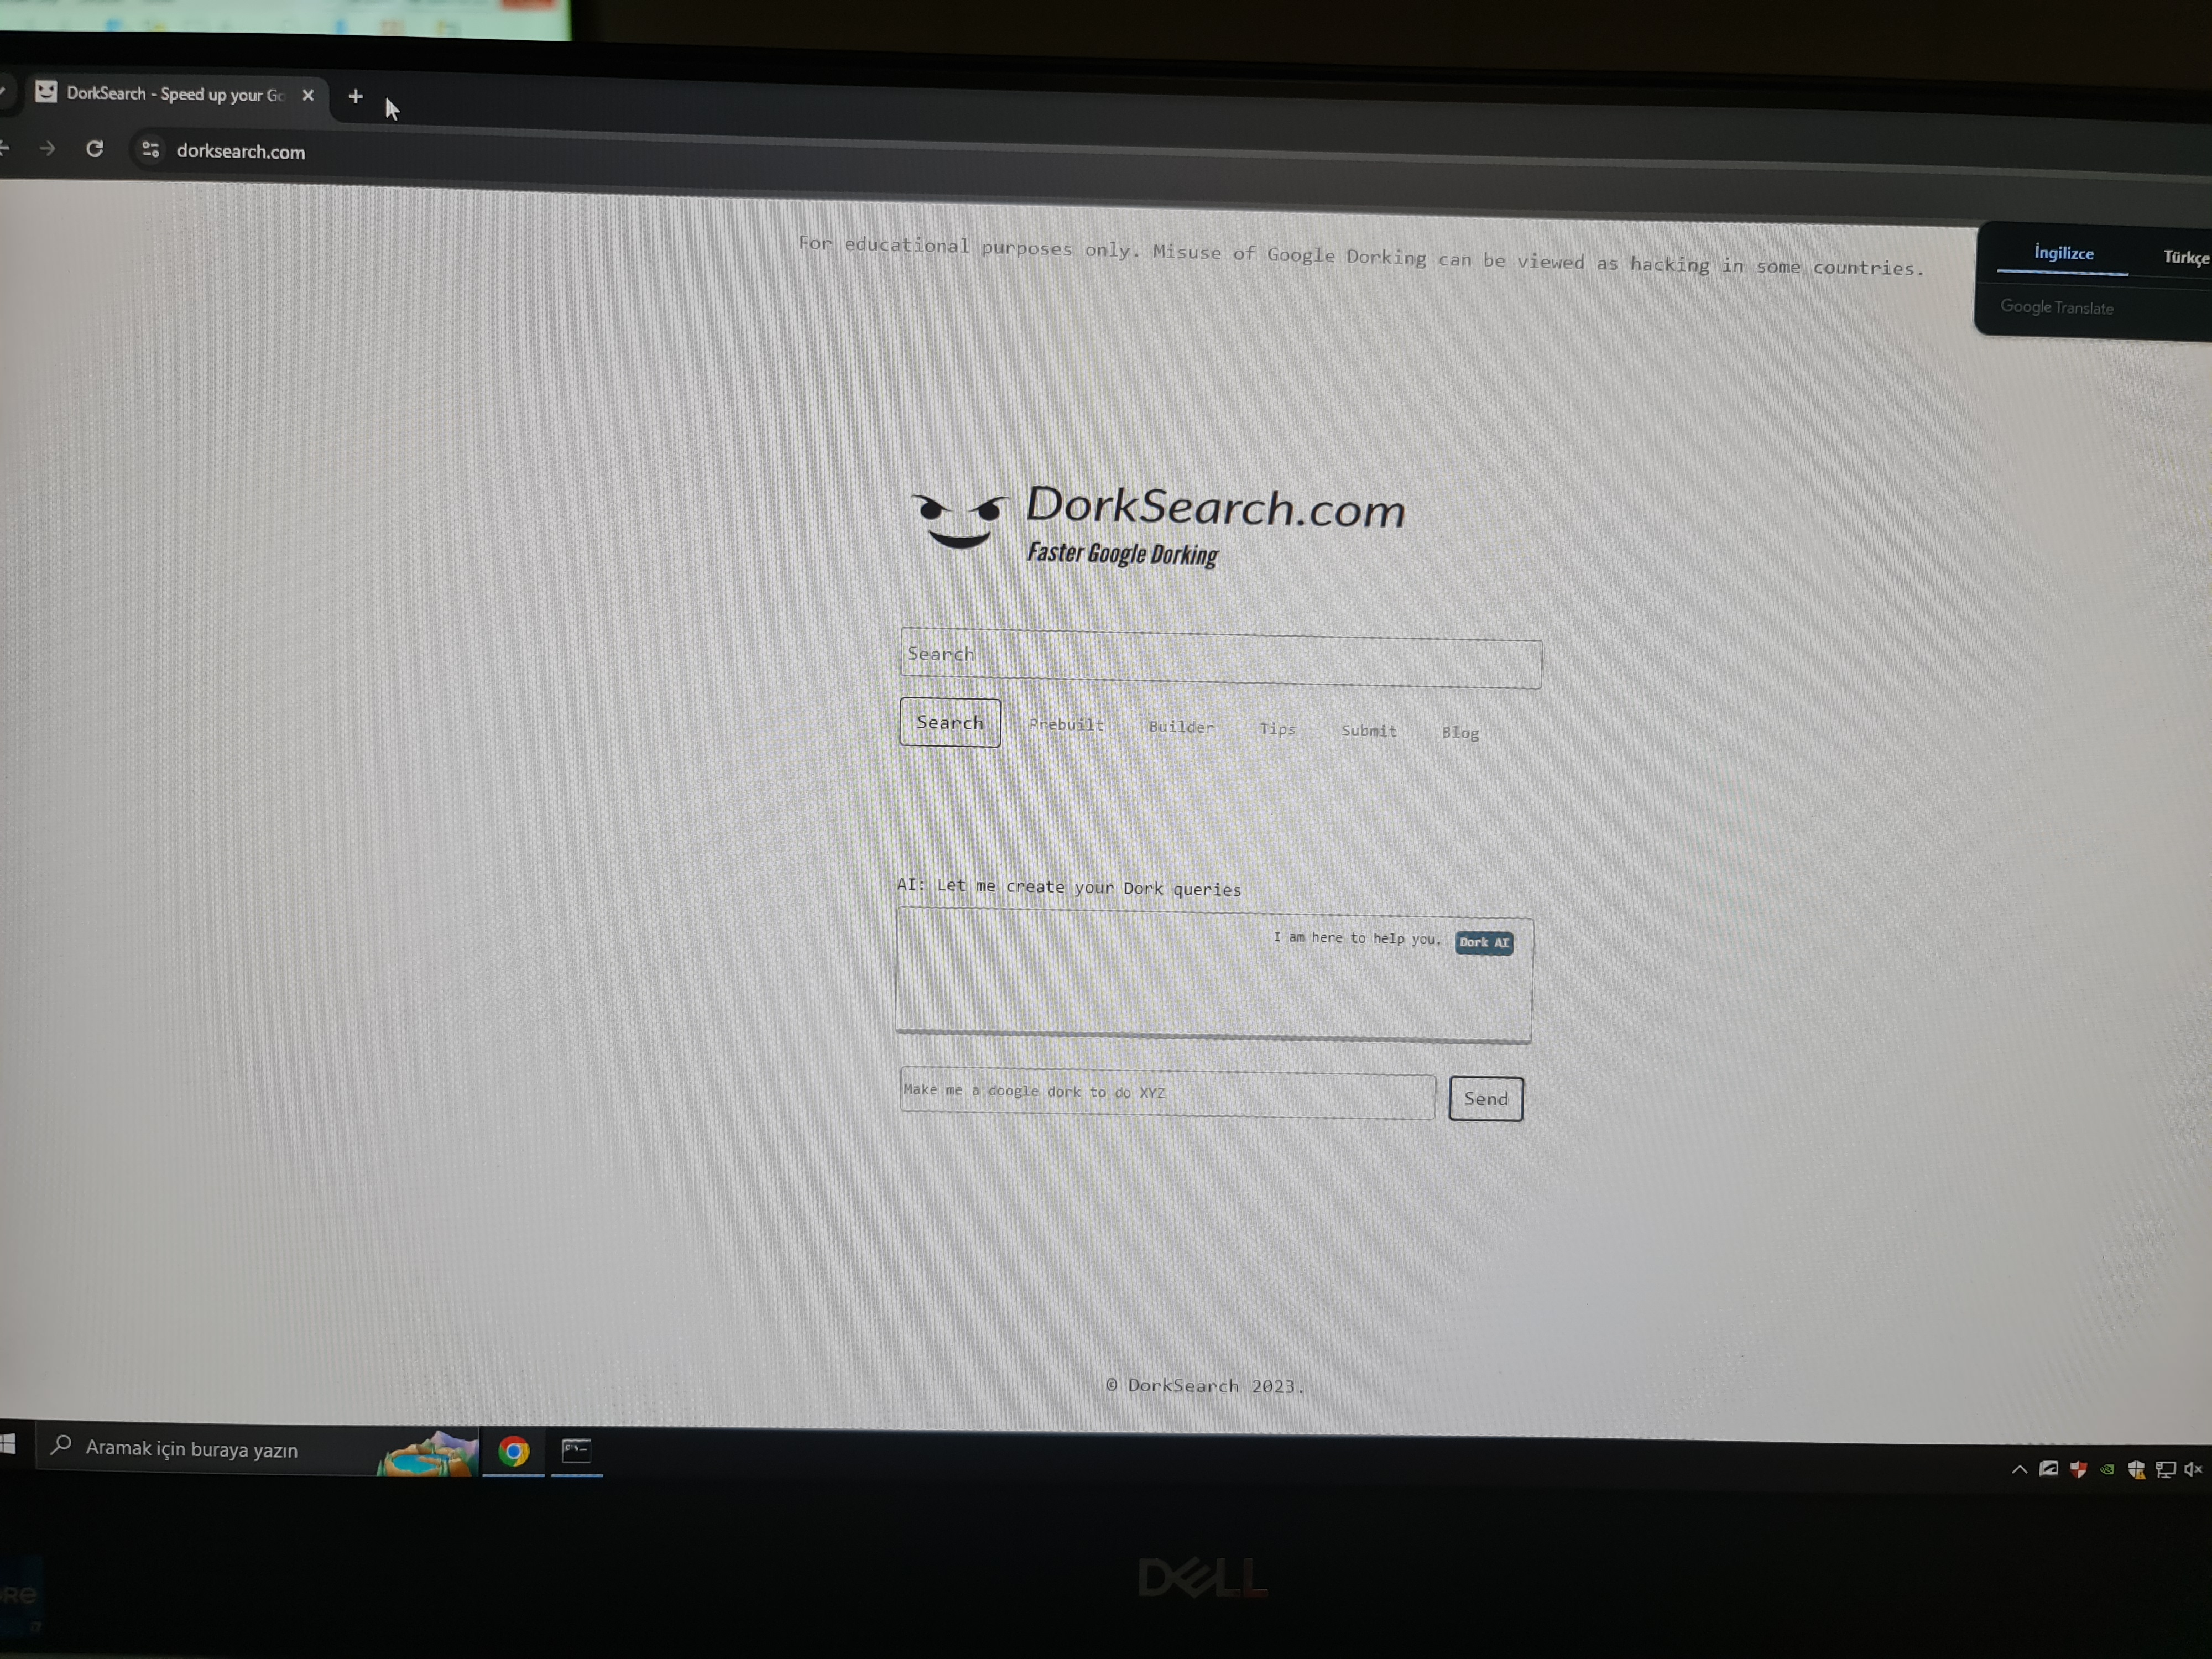 DorkSearch - Speed up your Go
dorksearch.com
For educational purposes only. Misuse of Google Dorking can be viewed as hacking in some countries.
İngilizce
Türkçe
Google Translate
DorkSearch.com
Faster Google Dorking
Search
Search
Prebuilt
Builder
Tips
Submit
Blog
AI: Let me create your Dork queries
I am here to help you. Dork AI
Make me a doogle dork to do XYZ
Send
© DorkSearch 2023.
Aramak için buraya yazın
DELL